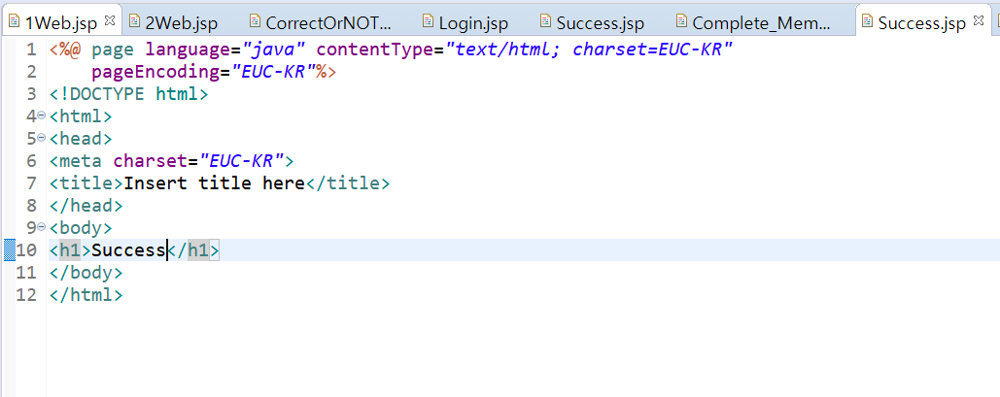 1Web.jsp 2Web.jsp CorrectOrNOT... Login.jsp Success.jsp Complete_Mem... Success.jsp
1 <%@ page language="java" contentType="text/html; charset=EUC-KR"
2 pageEncoding="EUC-KR"%>
3 <!DOCTYPE html>
4 <html>
5 <head>
6 <meta charset="EUC-KR">
7 <title>Insert title here</title>
8 </head>
9 <body>
10 <h1>Success</h1>
11 </body>
12 </html>